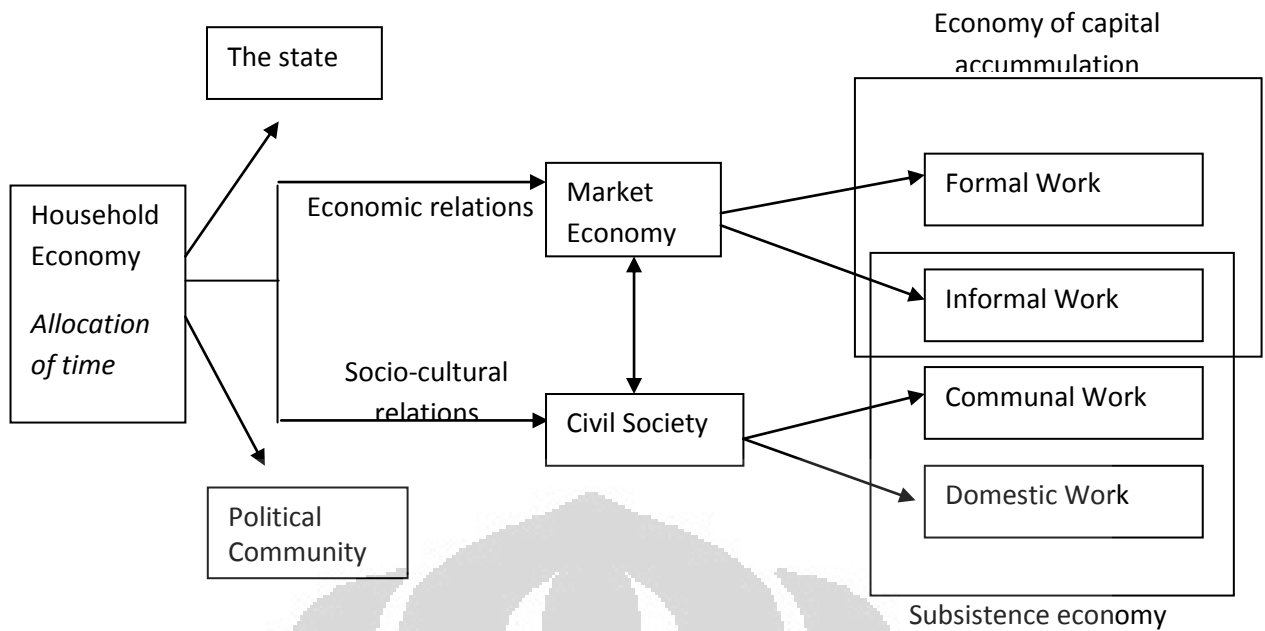 Economy of capital
accummulation
The state
Household
Economy
Allocation
of time
Economic relations
Market
Economy
Formal Work
Informal Work
Socio-cultural
relations
Civil Society
Communal Work
Domestic Work
Political
Community
Subsistence economy